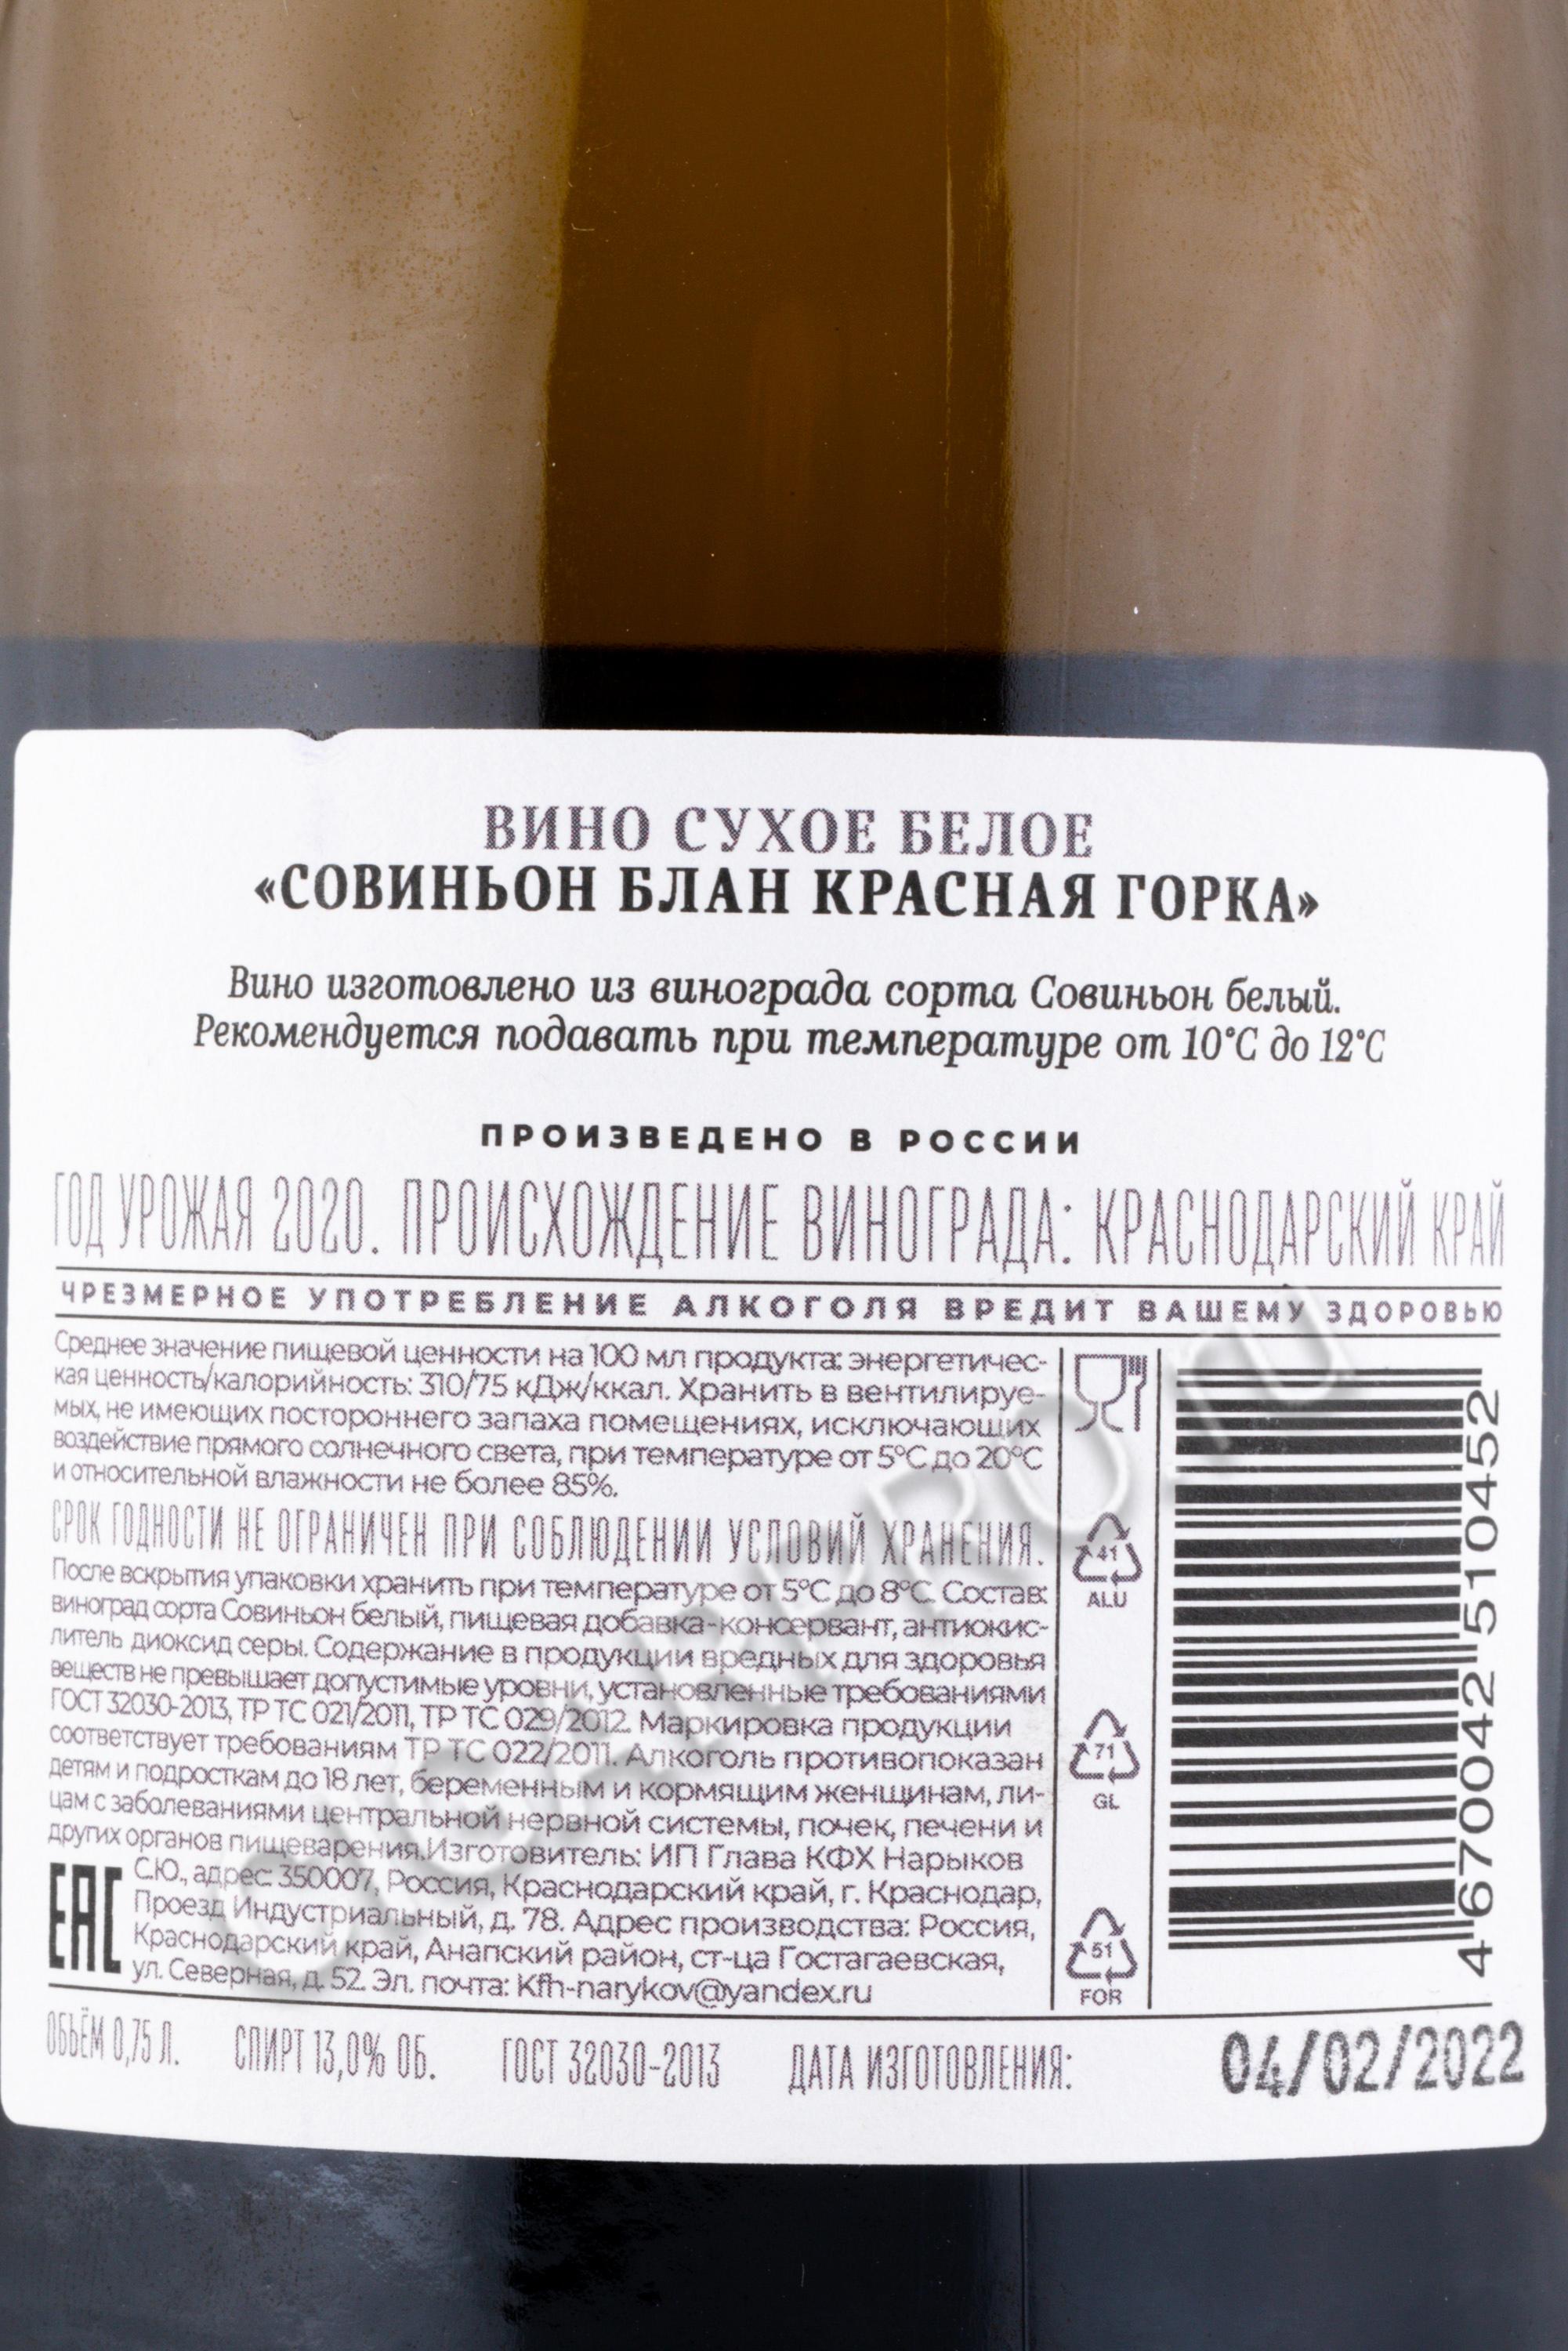 ВИНО СУХОЕ БЕЛОЕ
«СОВИНЬОН БЛАН КРАСНАЯ ГОРКА»
Вино изготовлено из винограда сорта Совиньон белый.
Рекомендуется подавать при температуре от 10°С до 12°С
ПРОИЗВЕДЕНО В РОССИИ
ГОД УРОЖАЯ 2020. ПРОИСХОЖДЕНИЕ ВИНОГРАДА: КРАСНОДАРСКИЙ КРАЙ
ЧРЕЗМЕРНОЕ УПОТРЕБЛЕНИЕ АЛКОГОЛЯ ВРЕДИТ ВАШЕМУ ЗДОРОВЬЮ
Среднее значение пищевой ценности на 100 мл продукта: энергетичес-
кая ценность/калорийность: 310/75 кДж/ккал. Хранить в вентилируе-
мых, не имеющих постороннего запаха помещениях, исключающих
воздействие прямого солнечного света, при температуре от 5°С до 20°С
и относительной влажности не более 85%.
СРОК ГОДНОСТИ НЕ ОГРАНИЧЕН ПРИ СОБЛЮДЕНИИ УСЛОВИЙ ХРАНЕНИЯ.
После вскрытия упаковки хранить при температуре от 5°С до 8°С. Состав:
виноград сорта Совиньон белый, пищевая добавка-консервант, антиокис-
литель диоксид серы. Содержание в продукции вредных для здоровья
веществ не превышает допустимые уровни, установленные требованиями
ГОСТ 32030-2013, ТР ТС 021/2011, ТР ТС 029/2012. Маркировка продукции
соответствует требованиям ТР ТС 022/2011. Алкоголь противопоказан
детям и подросткам до 18 лет, беременным и кормящим женщинам, ли-
цам с заболеваниями центральной нервной системы, почек, печени и
других органов пищеварения.Изготовитель: ИП Глава КФХ Нарыков
С.Ю., адрес: 350007, Россия, Краснодарский край, г. Краснодар,
Проезд Индустриальный, д. 78. Адрес производства: Россия,
Краснодарский край, Анапский район, ст-ца Гостагаевская,
ул. Северная, д. 52. Эл. почта: Kfh-narykov@yandex.ru
EAC
41
ALU
71
GL
51
FOR
4 670042 510452
ОБЪЁМ 0,75 Л. СПИРТ 13,0% ОБ. ГОСТ 32030-2013 ДАТА ИЗГОТОВЛЕНИЯ: 04/02/2022